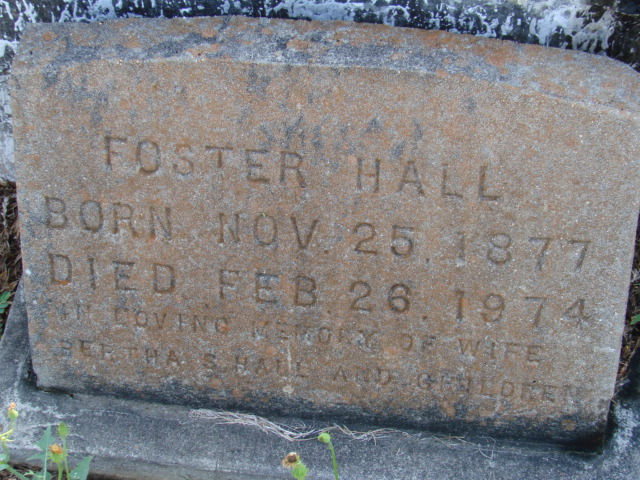 FOSTER HALL
BORN NOV. 25. 1877
DIED FEB. 26. 1974
IN LOVING MEMORY OF WIFE
BERTHA S. HALL AND CHILDREN